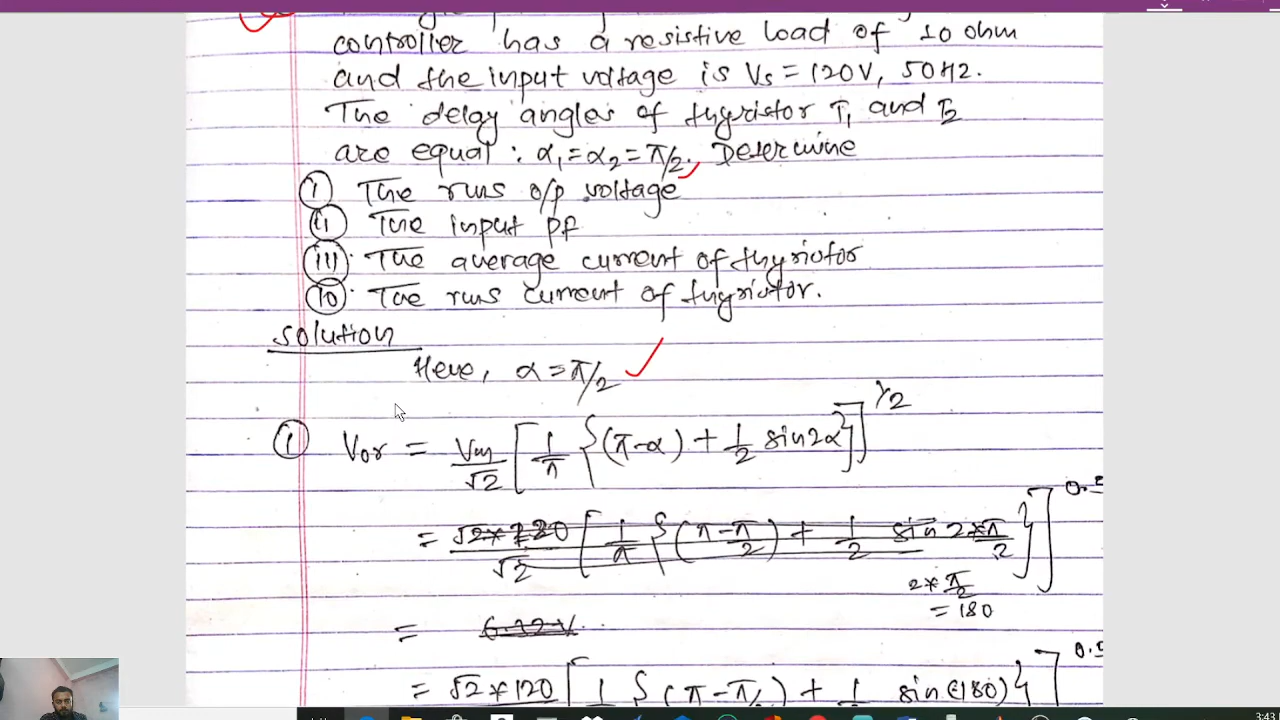 controller has a resistive load of 10 ohm
and the input voltage is Vs = 120V, 50Hz.
The delay angles of thyristor T1 and T2
are equal : α1 = α2 = π/2. Determine
(i) The rms o/p voltage
(ii) The input pf
(iii) The average current of thyristor
(iv) The rms current of thyristor.
Solution
Here, α = π/2
(i) Vor = Vm/√2 [1/π {(π-α) + 1/2 sin2α}]^1/2
= √2*120/√2 [1/π {(π-π/2) + 1/2 sin 2*π/2}]
2*π/2
= 180
= 
= √2*120 [1 {(π-π/2) + 1 sin(180)}]
3:42